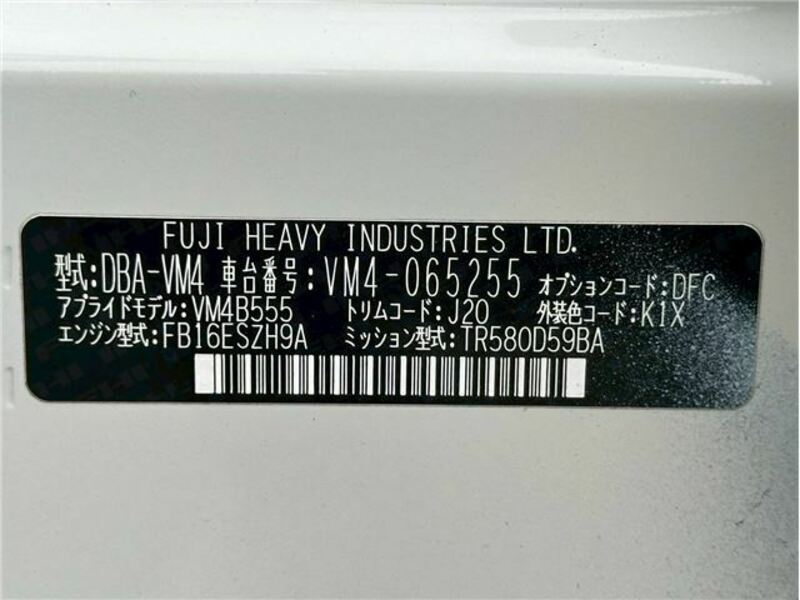 FUJI HEAVY INDUSTRIES LTD.
型式:DBA-VM4 車台番号:VM4-065255 オプションコード:DFC
アプライドモデル:VM4B555 トリムコード:J20 外装色コード:K1X
エンジン型式:FB16ESZH9A ミッション型式:TR580D59BA